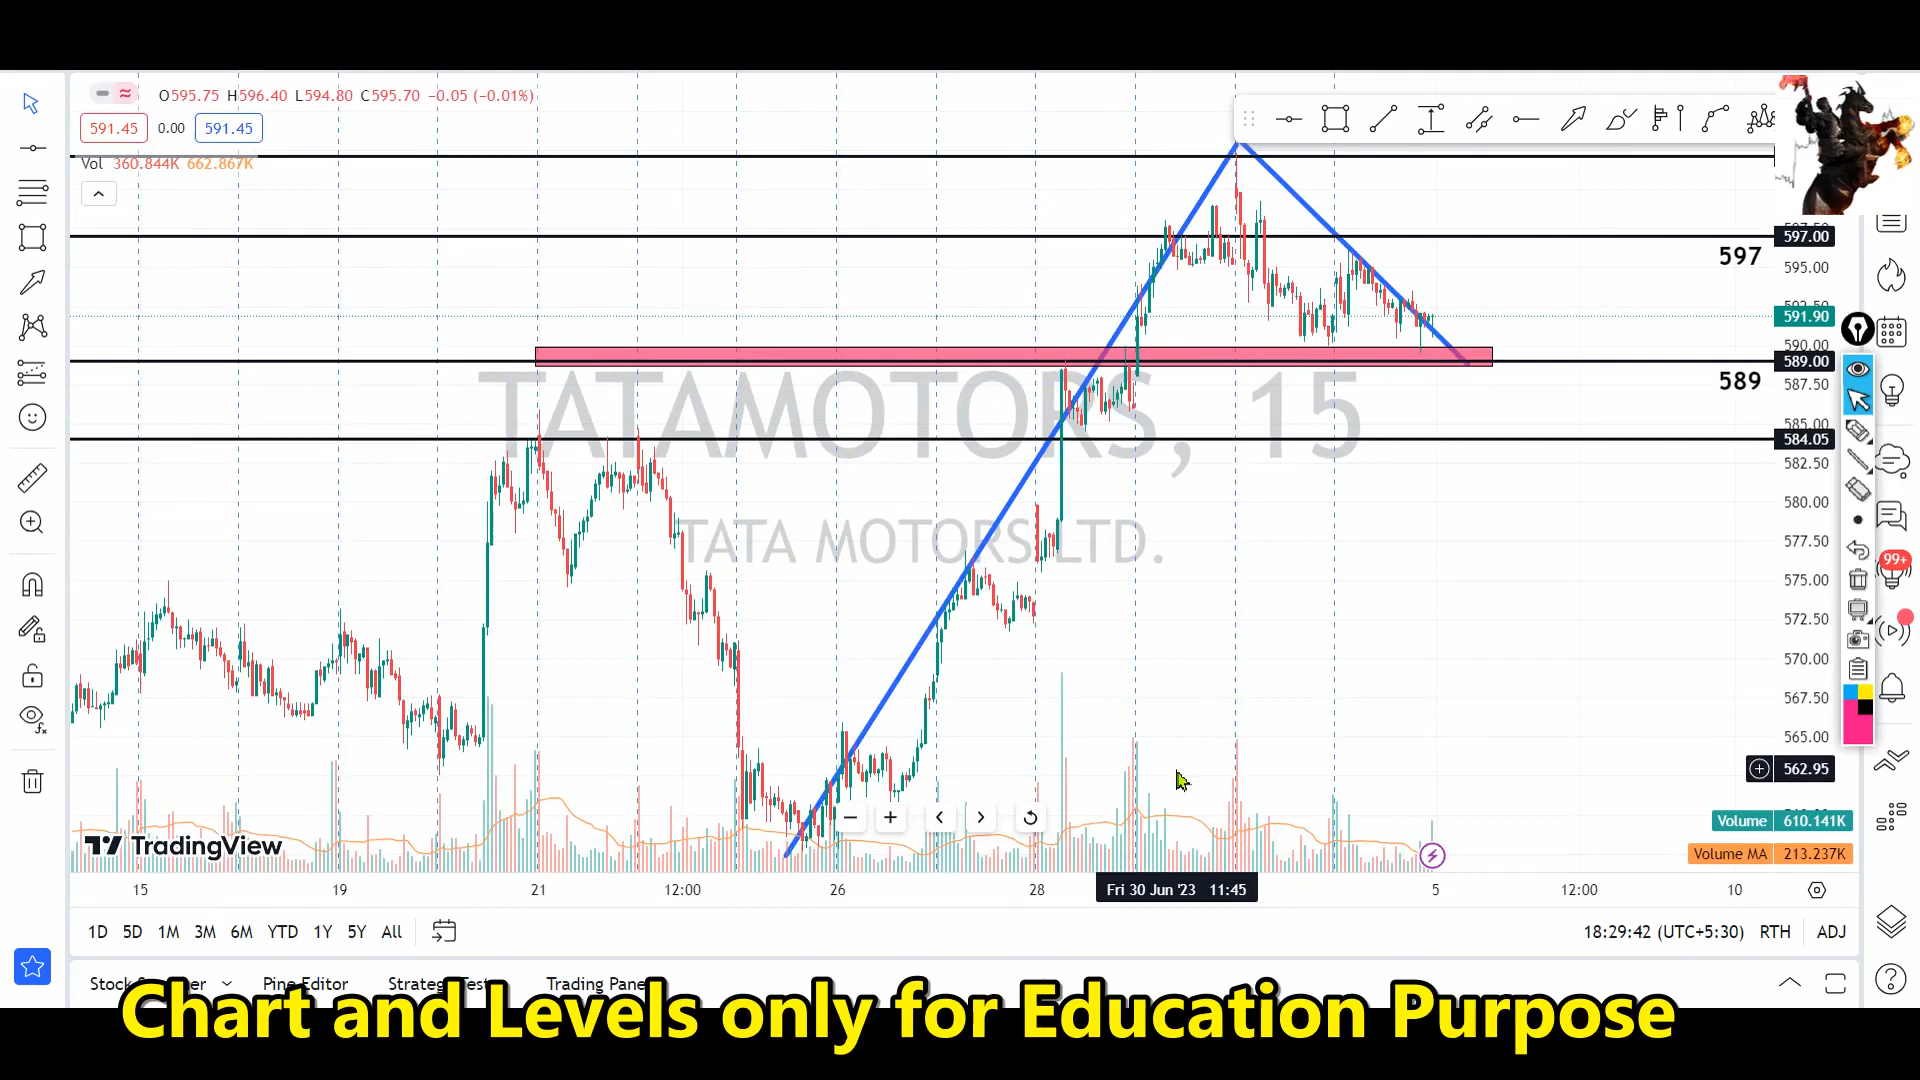 O595.75 H596.40 L594.80 C595.70 −0.05 (−0.01%)
591.45 0.00 591.45
Vol 360.844K 662.867K
597.00
597
595.00
591.90
590.00
589.00
589
587.50
585.00
584.05
582.50
580.00
577.50
575.00
572.50
570.00
567.50
565.00
562.95
TATAMOTORS, 15
TATA MOTORS LTD.
99+
Volume 610.141K
Volume MA 213.237K
TradingView
15 19 21 12:00 26 28 Fri 30 Jun '23 11:45 5 12:00 10
1D 5D 1M 3M 6M YTD 1Y 5Y All 18:29:42 (UTC+5:30) RTH ADJ
Pine Editor
Chart and Levels only for Education Purpose